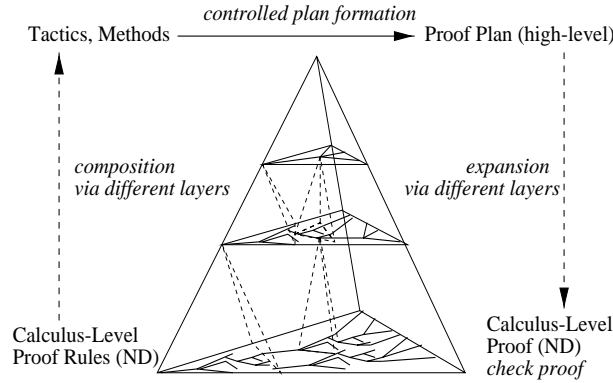 controlled plan formation
Tactics, Methods
Proof Plan (high-level)
composition
via different layers
expansion
via different layers
Calculus-Level
Proof Rules (ND)
Calculus-Level
Proof (ND)
check proof